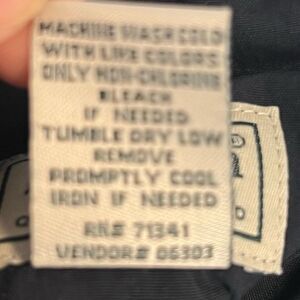 MACHINE WASH COLD
WITH LIKE COLORS
ONLY NON-CHLORINE
BLEACH
IF NEEDED
TUMBLE DRY LOW
REMOVE
PROMPTLY COOL
IRON IF NEEDED
RN# 71341
VENDOR# 06303